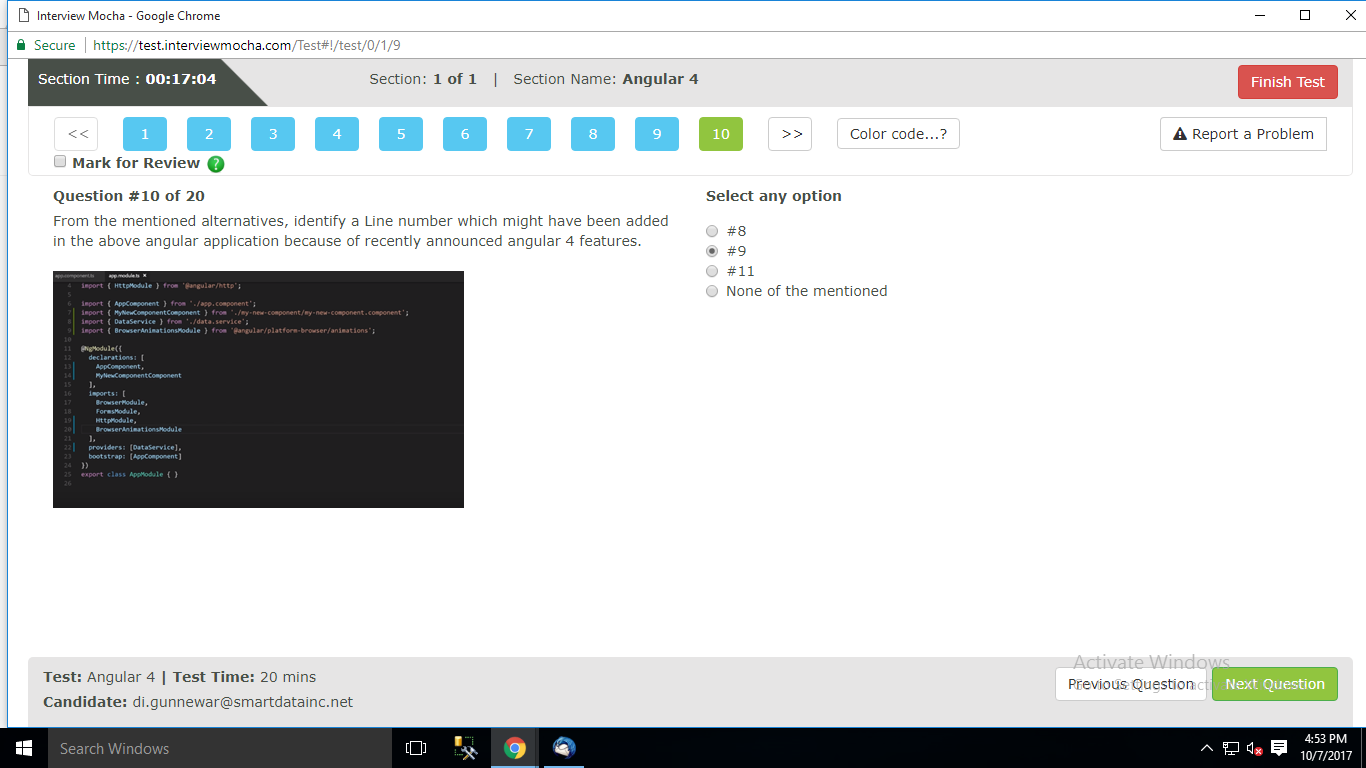 Interview Mocha - Google Chrome
Secure https://test.interviewmocha.com/Test#!/test/0/1/9
Section Time : 00:17:04 Section: 1 of 1 | Section Name: Angular 4 Finish Test
<< 1 2 3 4 5 6 7 8 9 10 >> Color code...? Report a Problem
Mark for Review ?
Question #10 of 20
From the mentioned alternatives, identify a Line number which might have been added
in the above angular application because of recently announced angular 4 features.
Select any option
#8
#9
#11
None of the mentioned
app.component.ts app.module.ts ×
4 import { HttpModule } from '@angular/http';
5
6 import { AppComponent } from './app.component';
7 import { MyNewComponentComponent } from './my-new-component/my-new-component.component';
8 import { DataService } from './data.service';
9 import { BrowserAnimationsModule } from '@angular/platform-browser/animations';
10
11 @NgModule({
12 declarations: [
13 AppComponent,
14 MyNewComponentComponent
15 ],
16 imports: [
17 BrowserModule,
18 FormsModule,
19 HttpModule,
20 BrowserAnimationsModule
21 ],
22 providers: [DataService],
23 bootstrap: [AppComponent]
24 })
25 export class AppModule { }
26
Test: Angular 4 | Test Time: 20 mins
Candidate: di.gunnewar@smartdatainc.net
Activate Windows
Previous Question Next Question
Search Windows
4:53 PM
10/7/2017